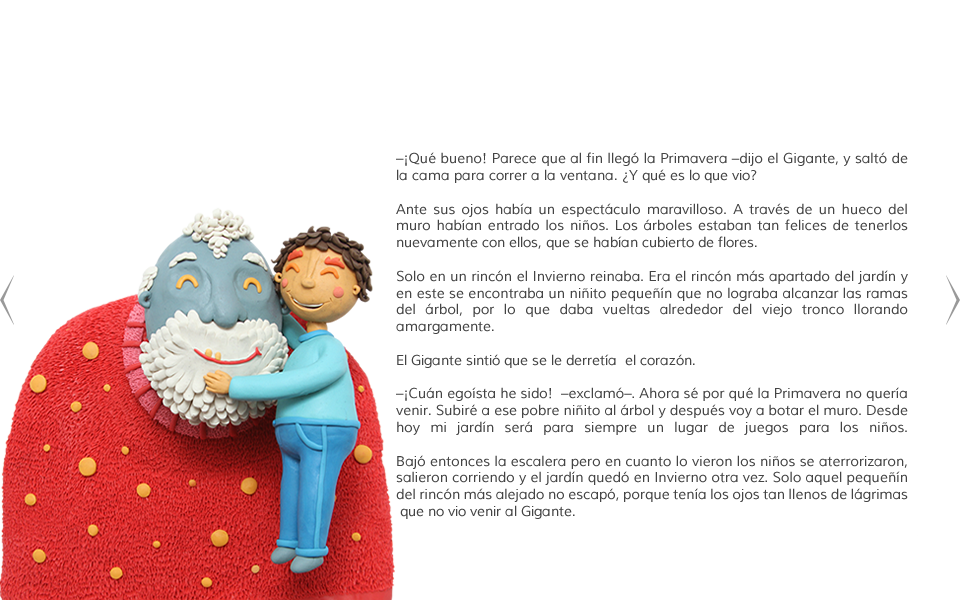 –¡Qué bueno! Parece que al fin llegó la Primavera –dijo el Gigante, y saltó de
la cama para correr a la ventana. ¿Y qué es lo que vio?
Ante sus ojos había un espectáculo maravilloso. A través de un hueco del
muro habían entrado los niños. Los árboles estaban tan felices de tenerlos
nuevamente con ellos, que se habían cubierto de flores.
Solo en un rincón el Invierno reinaba. Era el rincón más apartado del jardín y
en este se encontraba un niñito pequeñín que no lograba alcanzar las ramas
del árbol, por lo que daba vueltas alrededor del viejo tronco llorando
amargamente.
El Gigante sintió que se le derretía el corazón.
–¡Cuán egoísta he sido! –exclamó–. Ahora sé por qué la Primavera no quería
venir. Subiré a ese pobre niñito al árbol y después voy a botar el muro. Desde
hoy mi jardín será para siempre un lugar de juegos para los niños.
Bajó entonces la escalera pero en cuanto lo vieron los niños se aterrorizaron,
salieron corriendo y el jardín quedó en Invierno otra vez. Solo aquel pequeñín
del rincón más alejado no escapó, porque tenía los ojos tan llenos de lágrimas
que no vio venir al Gigante.